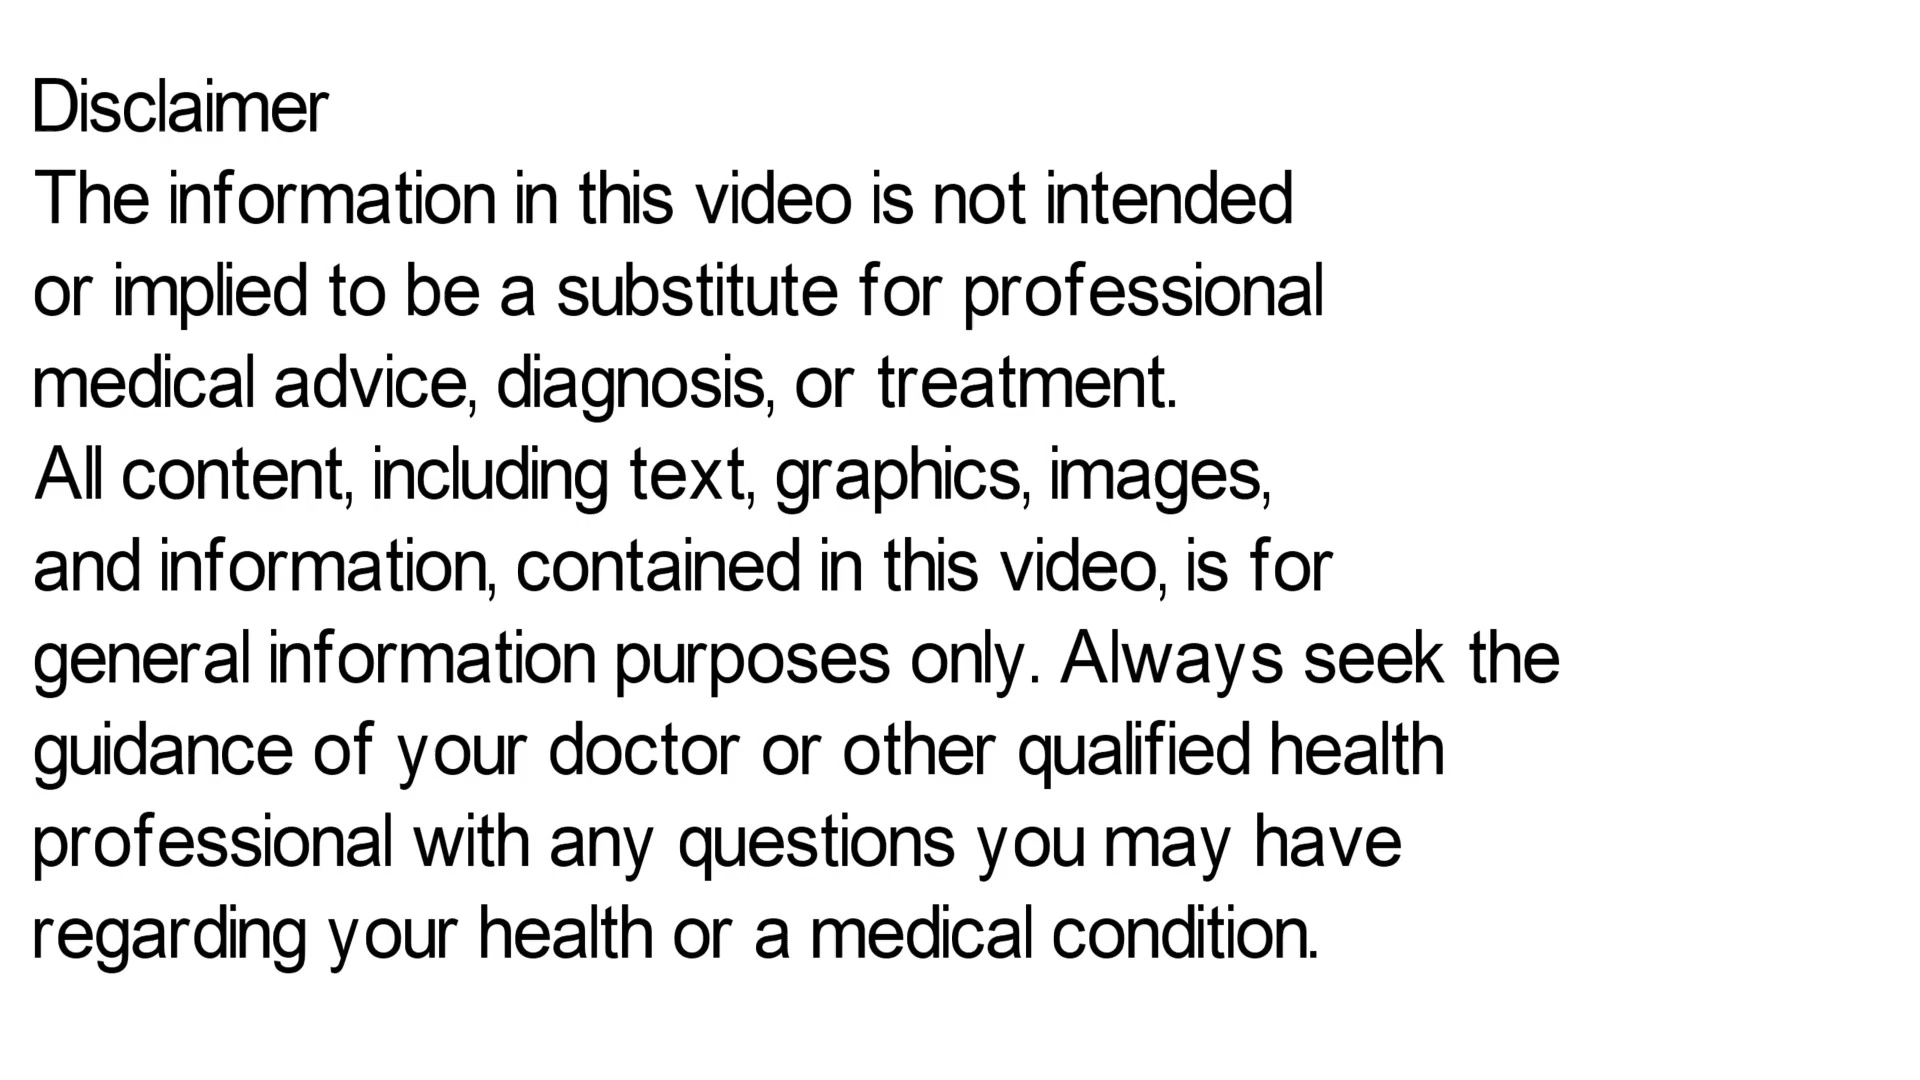 Disclaimer
The information in this video is not intended
or implied to be a substitute for professional
medical advice, diagnosis, or treatment.
All content, including text, graphics, images,
and information, contained in this video, is for
general information purposes only. Always seek the
guidance of your doctor or other qualified health
professional with any questions you may have
regarding your health or a medical condition.